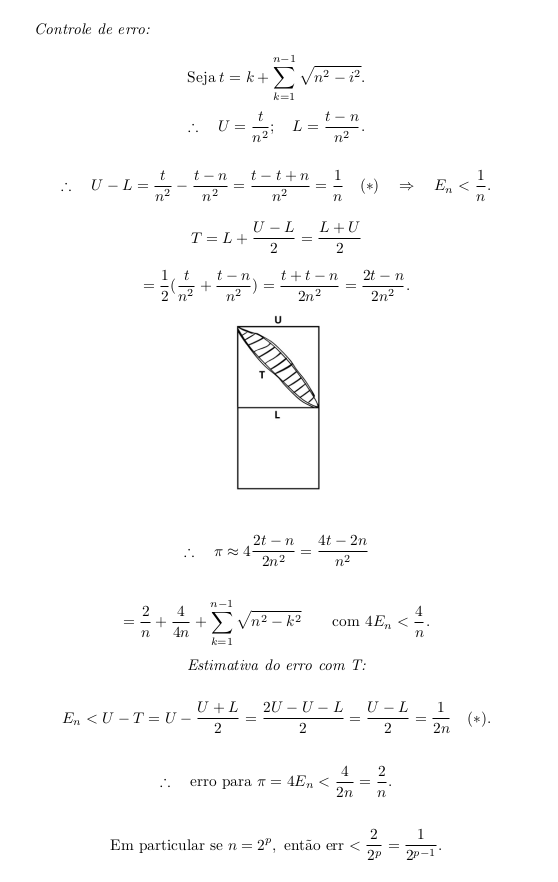 Controle de erro:
Seja $t = k + \sum_{k=1}^{n-1} \sqrt{n^2 - i^2}$.
$\therefore \quad U = \frac{t}{n^2}; \quad L = \frac{t-n}{n^2}.$
$\therefore \quad U - L = \frac{t}{n^2} - \frac{t-n}{n^2} = \frac{t-t+n}{n^2} = \frac{1}{n} \quad (*) \quad \Rightarrow \quad E_n < \frac{1}{n}.$
$T = L + \frac{U-L}{2} = \frac{L+U}{2}$
$= \frac{1}{2}(\frac{t}{n^2} + \frac{t-n}{n^2}) = \frac{t+t-n}{2n^2} = \frac{2t-n}{2n^2}.$
U
T
L
$\therefore \quad \pi \approx 4\frac{2t-n}{2n^2} = \frac{4t-2n}{n^2}$
$= \frac{2}{n} + \frac{4}{4n} + \sum_{k=1}^{n-1} \sqrt{n^2 - k^2} \quad$ com $4E_n < \frac{4}{n}.$
Estimativa do erro com T:
$E_n < U - T = U - \frac{U+L}{2} = \frac{2U-U-L}{2} = \frac{U-L}{2} = \frac{1}{2n} \quad (*).$
$\therefore \quad$ erro para $\pi = 4E_n < \frac{4}{2n} = \frac{2}{n}.$
Em particular se $n = 2^p$, então err $< \frac{2}{2^p} = \frac{1}{2^{p-1}}.$